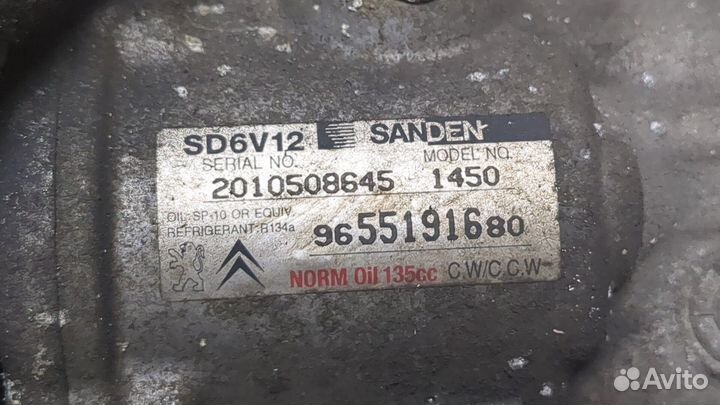 SD6V12 SANDEN
SERIAL NO. MODEL NO.
2010508645 1450
OIL: SP-10 OR EQUIV.
REFRIGERANT: R134a
9655191680
NORM Oil 135cc C.W/C.C.W
Avito